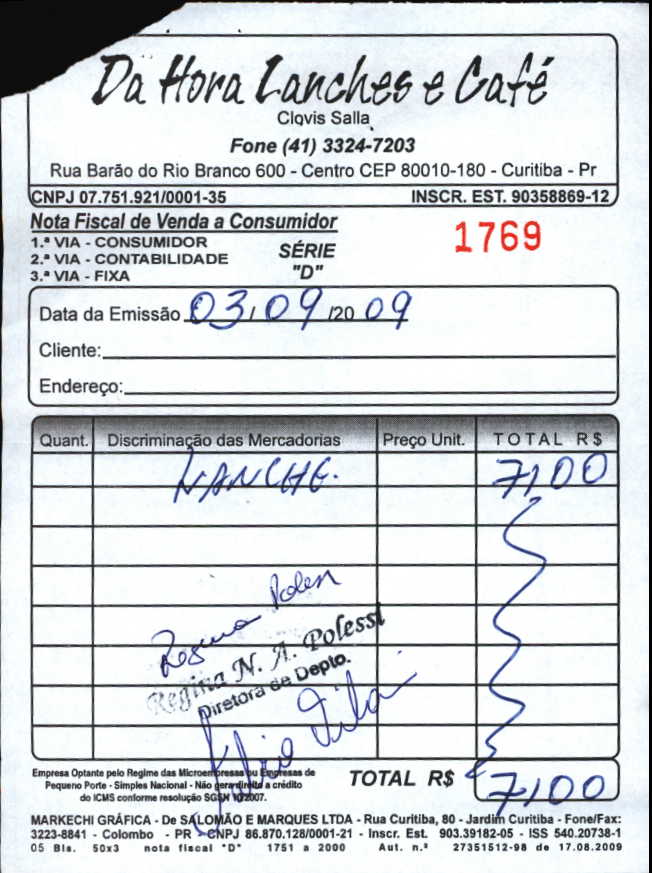 Da Hora Lanches e Café
Clovis Salla
Fone (41) 3324-7203
Rua Barão do Rio Branco 600 - Centro CEP 80010-180 - Curitiba - Pr
CNPJ 07.751.921/0001-35 INSCR. EST. 90358869-12
Nota Fiscal de Venda a Consumidor
1.ª VIA - CONSUMIDOR
2.ª VIA - CONTABILIDADE
3.ª VIA - FIXA
SÉRIE
"D"
1769
Data da Emissão 03/09/2009
Cliente:
Endereço:
Quant. Discriminação das Mercadorias Preço Unit. TOTAL R$
LANCHE. 7,00
Regina Poless
Regina N. A. Polessi
Diretora de Depto.
Empresa Optante pelo Regime das Microempresas ou Empresas de
Pequeno Porte - Simples Nacional - Não gera direito a crédito
do ICMS conforme resolução SGSN 10/2007.
TOTAL R$ 7,00
MARKECHI GRÁFICA - De SALOMÃO E MARQUES LTDA - Rua Curitiba, 80 - Jardim Curitiba - Fone/Fax:
3223-8841 - Colombo - PR - CNPJ 86.870.128/0001-21 - Inscr. Est. 903.39182-05 - ISS 540.20738-1
05 Bls. 50x3 nota fiscal "D" 1751 a 2000 Aut. n.º 27351512-98 de 17.08.2009